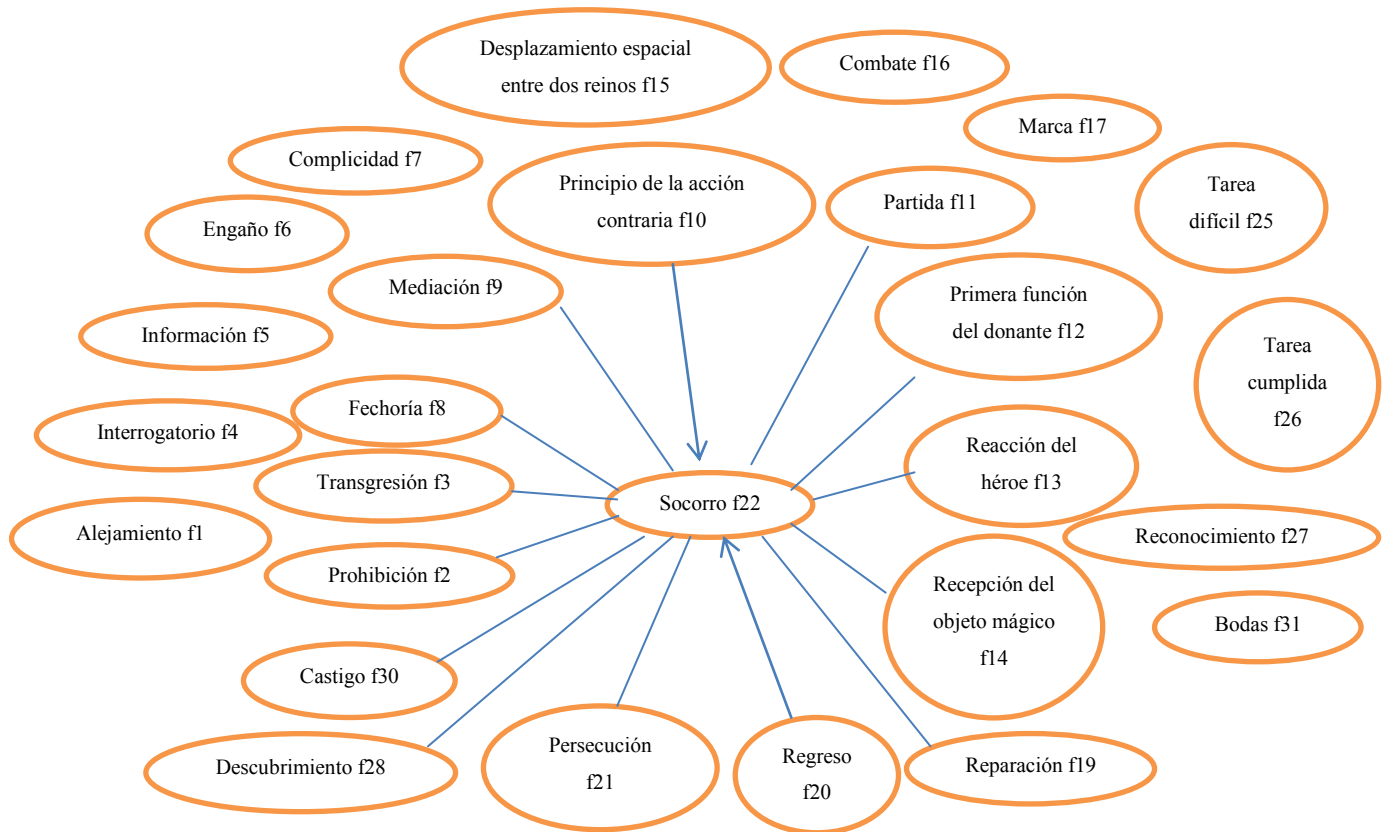 Desplazamiento espacial
entre dos reinos f15
Combate f16
Marca f17
Complicidad f7
Principio de la acción
contraria f10
Partida f11
Tarea
difícil f25
Engaño f6
Mediación f9
Primera función
del donante f12
Información f5
Tarea
cumplida
f26
Fechoría f8
Interrogatorio f4
Reacción del
héroe f13
Transgresión f3
Socorro f22
Alejamiento f1
Reconocimiento f27
Prohibición f2
Recepción del
objeto mágico
f14
Bodas f31
Castigo f30
Persecución
f21
Regreso
f20
Descubrimiento f28
Reparación f19